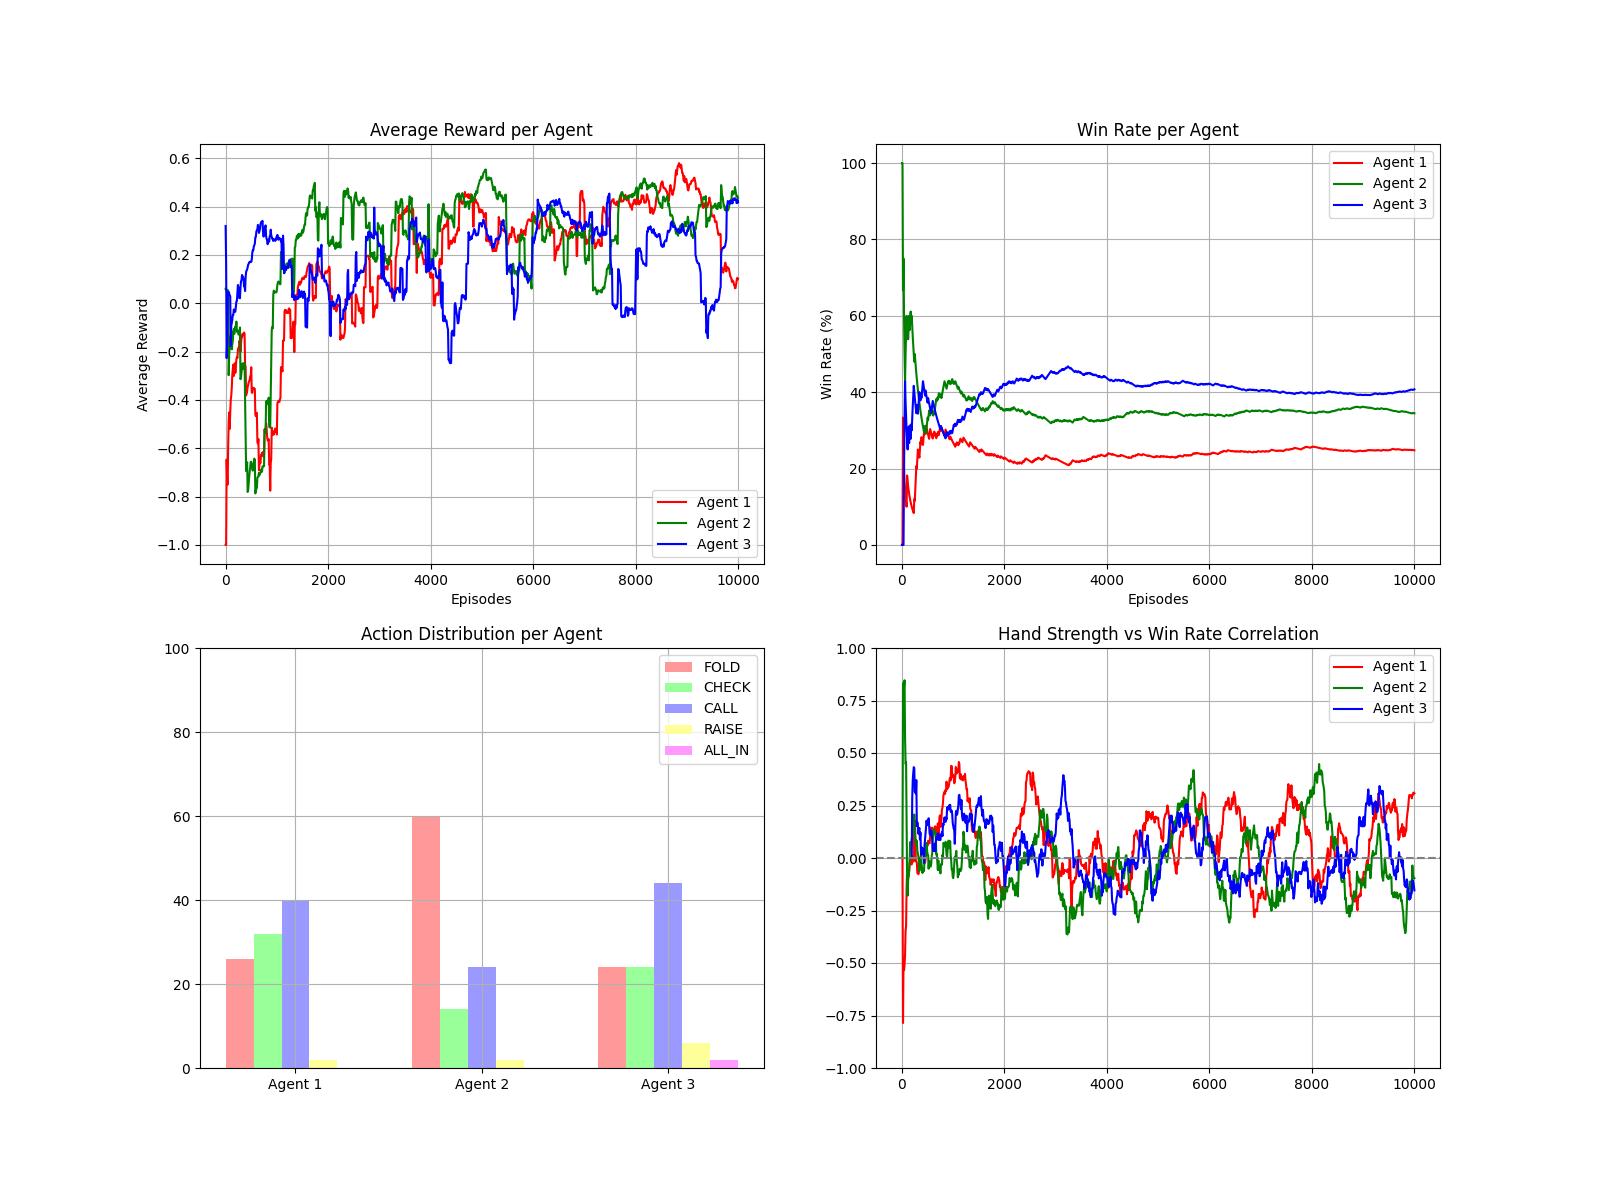 Average Reward per Agent
Average Reward
0.6
0.4
0.2
0.0
−0.2
−0.4
−0.6
−0.8
−1.0
0 2000 4000 6000 8000 10000
Episodes
Agent 1
Agent 2
Agent 3
Win Rate per Agent
Win Rate (%)
100
80
60
40
20
0
0 2000 4000 6000 8000 10000
Episodes
Agent 1
Agent 2
Agent 3
Action Distribution per Agent
100
80
60
40
20
0
Agent 1 Agent 2 Agent 3
FOLD
CHECK
CALL
RAISE
ALL_IN
Hand Strength vs Win Rate Correlation
1.00
0.75
0.50
0.25
0.00
−0.25
−0.50
−0.75
−1.00
0 2000 4000 6000 8000 10000
Agent 1
Agent 2
Agent 3